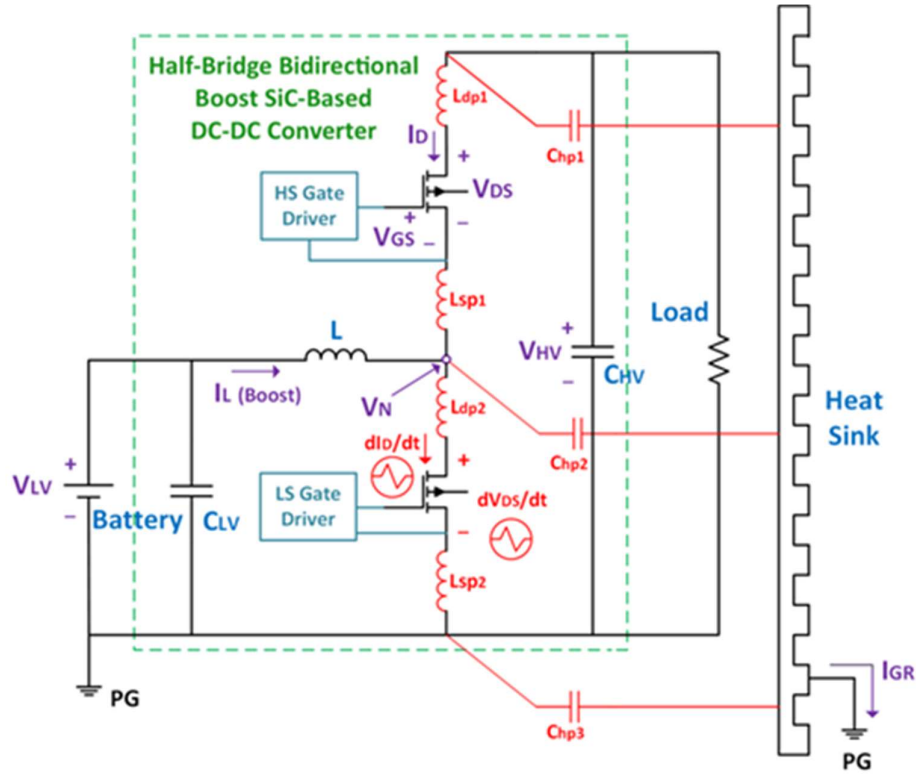 Half-Bridge Bidirectional
Boost SiC-Based
DC-DC Converter
Ldp1
ID
+
Chp1
HS Gate
Driver
VDS
+
VGS
–
–
Lsp1
L
Load
+
VHV
CHV
–
IL (Boost)
VN
Ldp2
Heat
Sink
dID/dt
+
Chp2
+
VLV
–
Battery
CLV
LS Gate
Driver
dVDS/dt
–
Lsp2
IGR
PG
Chp3
PG